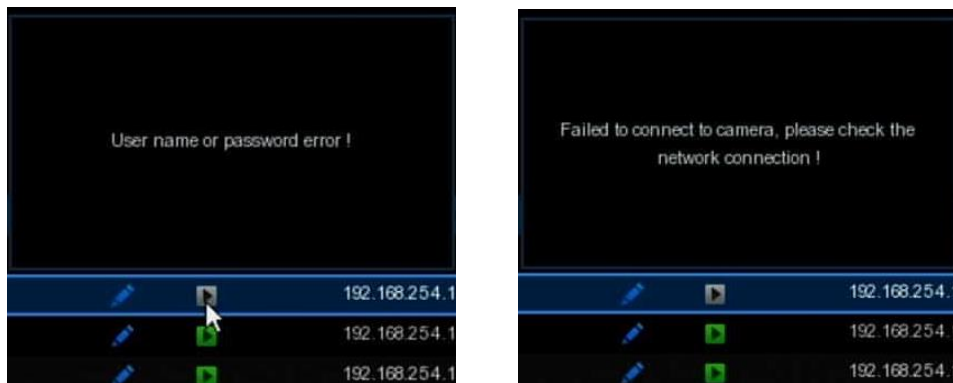 User name or password error !
192.168.254.1
192.168.254.1
192.168.254.1
Failed to connect to camera, please check the
network connection !
192.168.254.
192.168.254.
192.168.254.